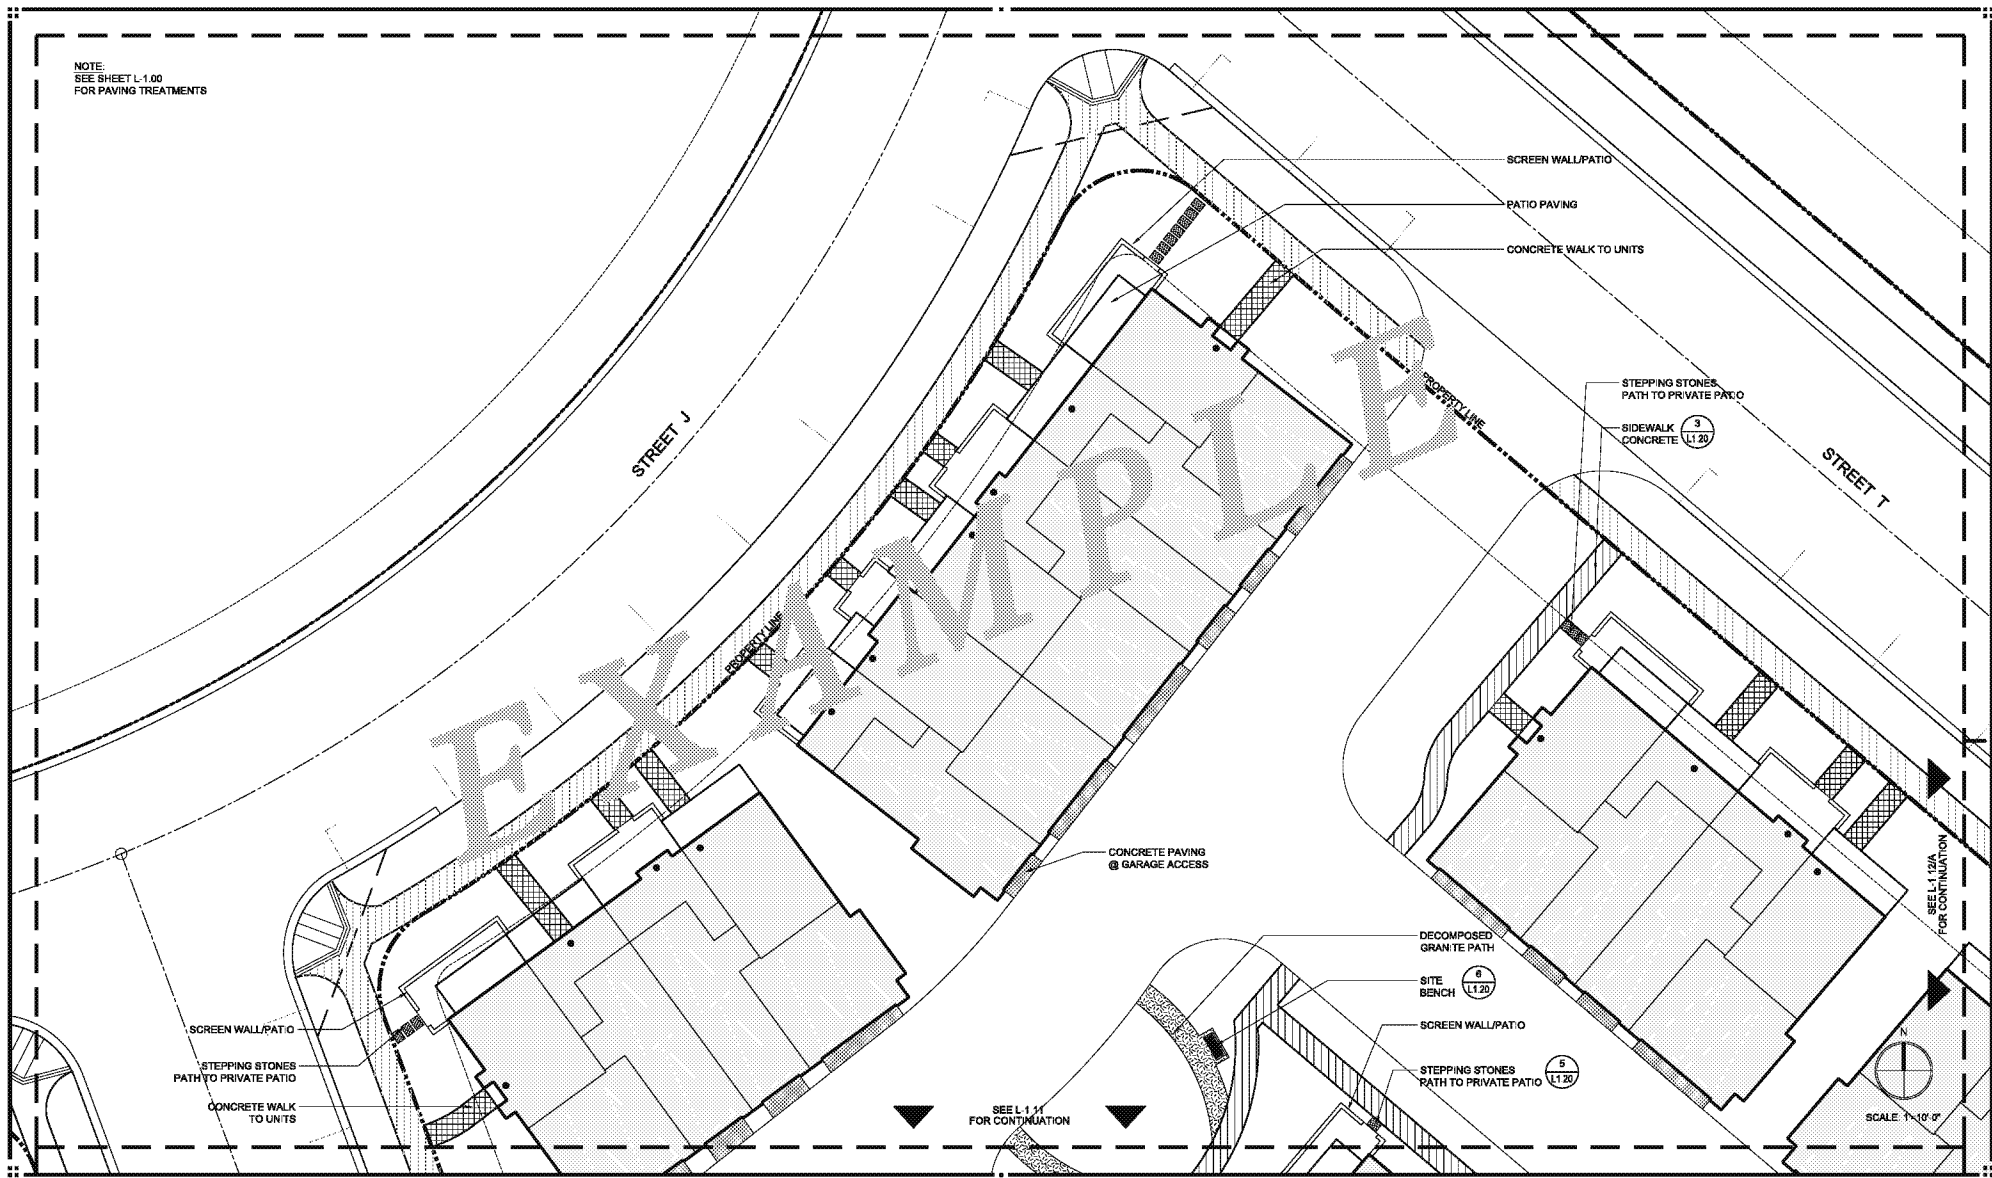 NOTE:
SEE SHEET L-1.00
FOR PAVING TREATMENTS
SCREEN WALL/PATIO
PATIO PAVING
CONCRETE WALK TO UNITS
STREET J
PROPERTY LINE
STEPPING STONES
PATH TO PRIVATE PATIO
SIDEWALK
CONCRETE
3
L1.20
STREET T
PROPERTY LINE
EXAMPLE
CONCRETE PAVING
@ GARAGE ACCESS
SEE L-1.12/A
FOR CONTINUATION
DECOMPOSED
GRANITE PATH
SITE
BENCH
6
L1.20
SCREEN WALL/PATIO
STEPPING STONES
PATH TO PRIVATE PATIO
5
L1.20
SCREEN WALL/PATIO
STEPPING STONES
PATH TO PRIVATE PATIO
CONCRETE WALK
TO UNITS
SEE L-1.11
FOR CONTINUATION
N
SCALE: 1"=10'-0"